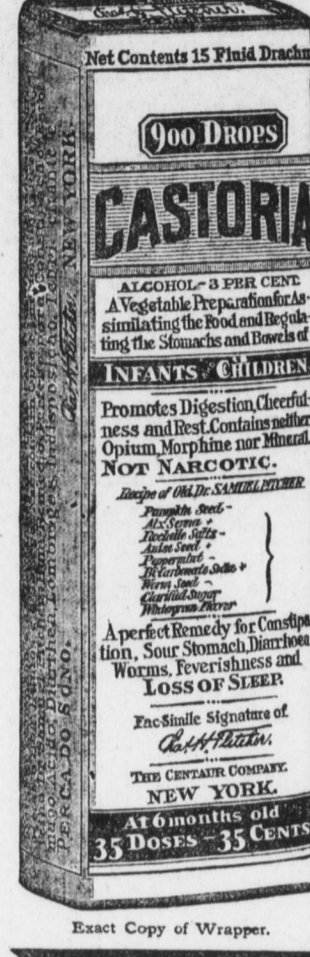 Net Contents 15 Fluid Drachm
900 DROPS
CASTORIA
ALCOHOL-3 PER CENT.
A Vegetable Preparation for As-
similating the Food and Regula-
ting the Stomachs and Bowels of
INFANTS CHILDREN
Promotes Digestion, Cheerful-
ness and Rest. Contains neither
Opium, Morphine nor Mineral.
NOT NARCOTIC.
Recipe of Old Dr. SAMUEL PITCHER
Pumpkin Seed -
Alx Senna +
Rochelle Salts -
Anise Seed +
Peppermint -
Bi Carbonate Soda +
Worm Seed -
Clarified Sugar
Wintergreen Flavor
A perfect Remedy for Constipa
tion, Sour Stomach, Diarrhoea
Worms, Feverishness and
LOSS OF SLEEP.
Fac-Simile Signature of
Chas. H. Fletcher.
THE CENTAUR COMPANY.
NEW YORK.
At 6 months old
35 DOSES - 35 CENTS
Chas. H. Fletcher
NEW YORK.
Exact Copy of Wrapper.